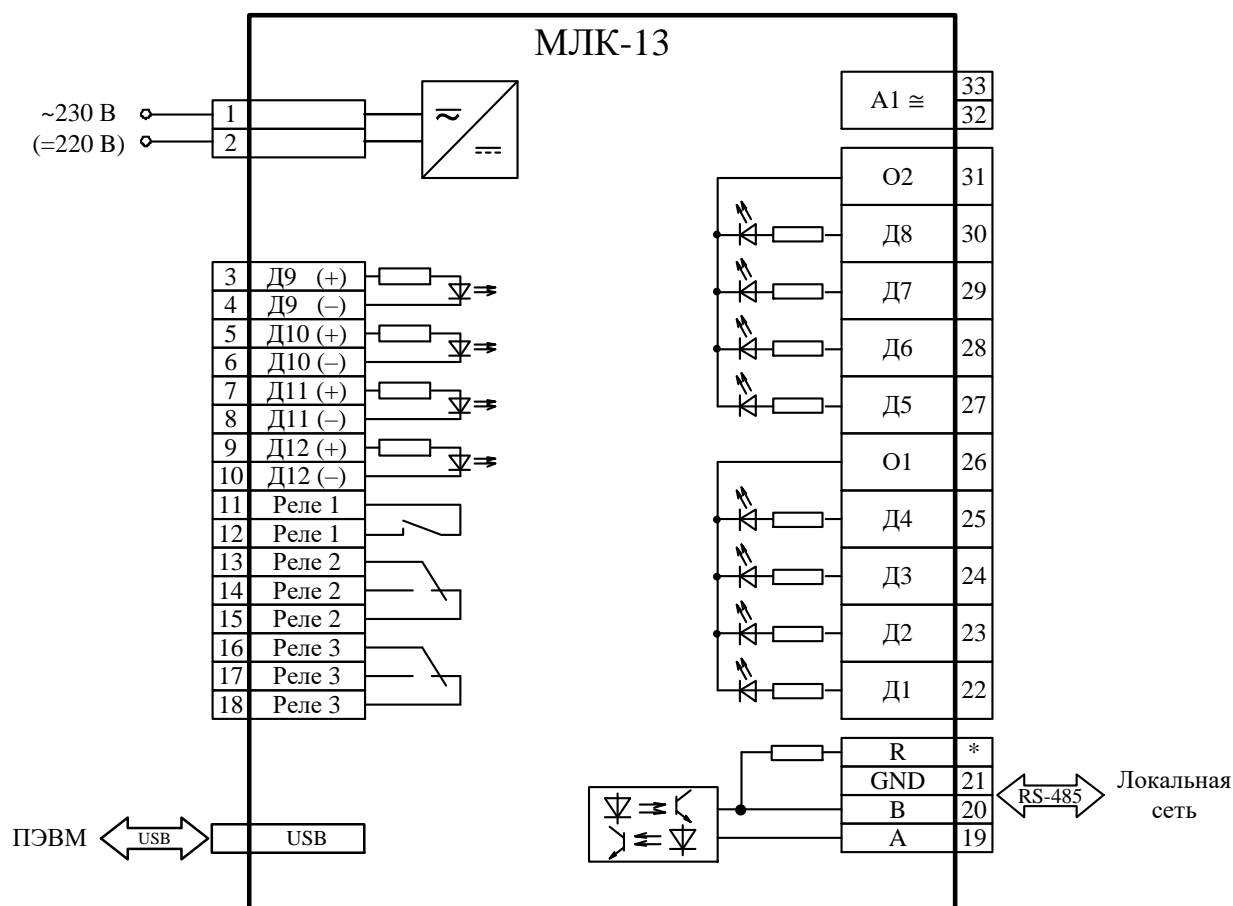 МЛК-13
~230 В
(=220 В)
1
2
3 Д9 (+)
4 Д9 (–)
5 Д10 (+)
6 Д10 (–)
7 Д11 (+)
8 Д11 (–)
9 Д12 (+)
10 Д12 (–)
11 Реле 1
12 Реле 1
13 Реле 2
14 Реле 2
15 Реле 2
16 Реле 3
17 Реле 3
18 Реле 3
ПЭВМ USB USB
A1 ≅ 33
32
О2 31
Д8 30
Д7 29
Д6 28
Д5 27
О1 26
Д4 25
Д3 24
Д2 23
Д1 22
R *
GND 21
B 20
A 19
RS-485
Локальная
сеть